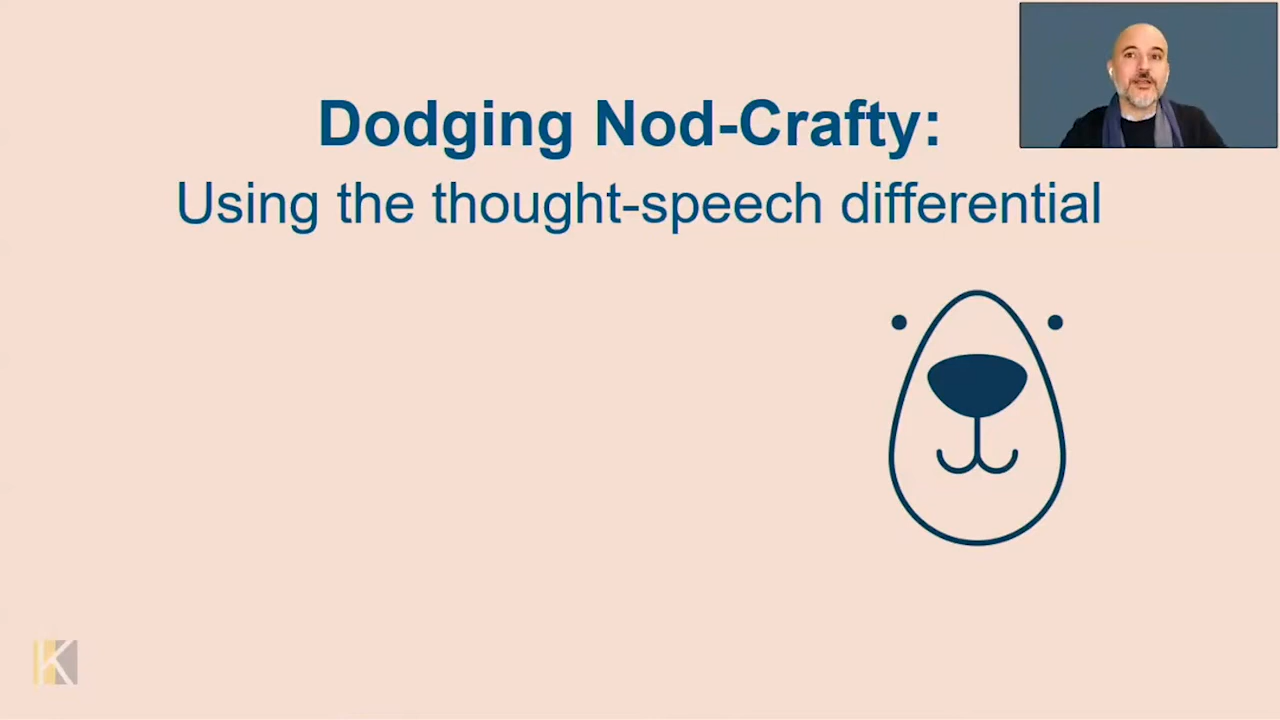 Dodging Nod-Crafty:
Using the thought-speech differential
K